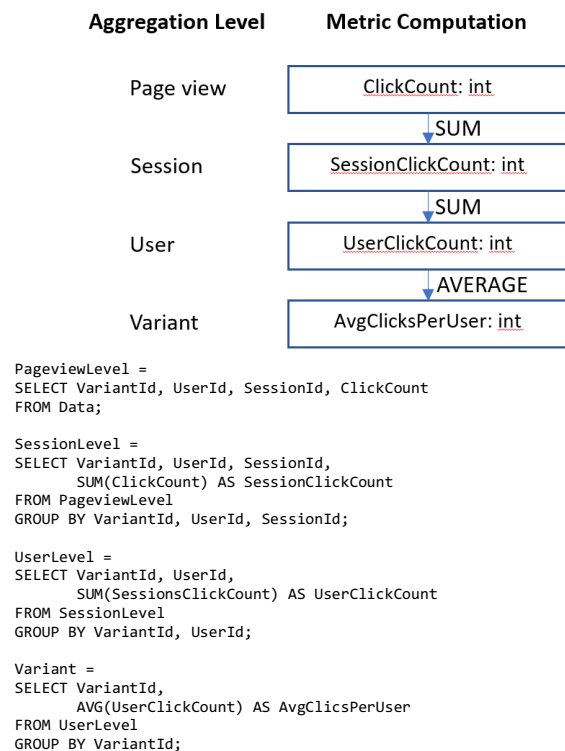 Aggregation Level Metric Computation
Page view ClickCount: int
SUM
Session SessionClickCount: int
SUM
User UserClickCount: int
AVERAGE
Variant AvgClicksPerUser: int
PageviewLevel =
SELECT VariantId, UserId, SessionId, ClickCount
FROM Data;
SessionLevel =
SELECT VariantId, UserId, SessionId,
SUM(ClickCount) AS SessionClickCount
FROM PageviewLevel
GROUP BY VariantId, UserId, SessionId;
UserLevel =
SELECT VariantId, UserId,
SUM(SessionsClickCount) AS UserClickCount
FROM SessionLevel
GROUP BY VariantId, UserId;
Variant =
SELECT VariantId,
AVG(UserClickCount) AS AvgClicsPerUser
FROM UserLevel
GROUP BY VariantId;